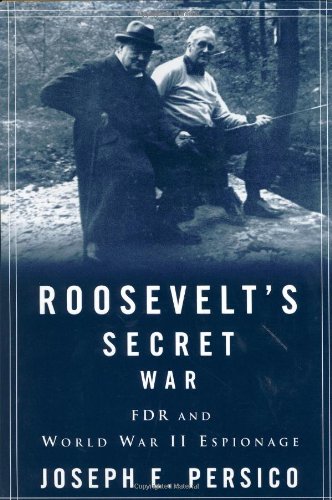 ROOSEVELT'S
SECRET
WAR
FDR AND
WORLD WAR II ESPIONAGE
JOSEPH E. PERSICO